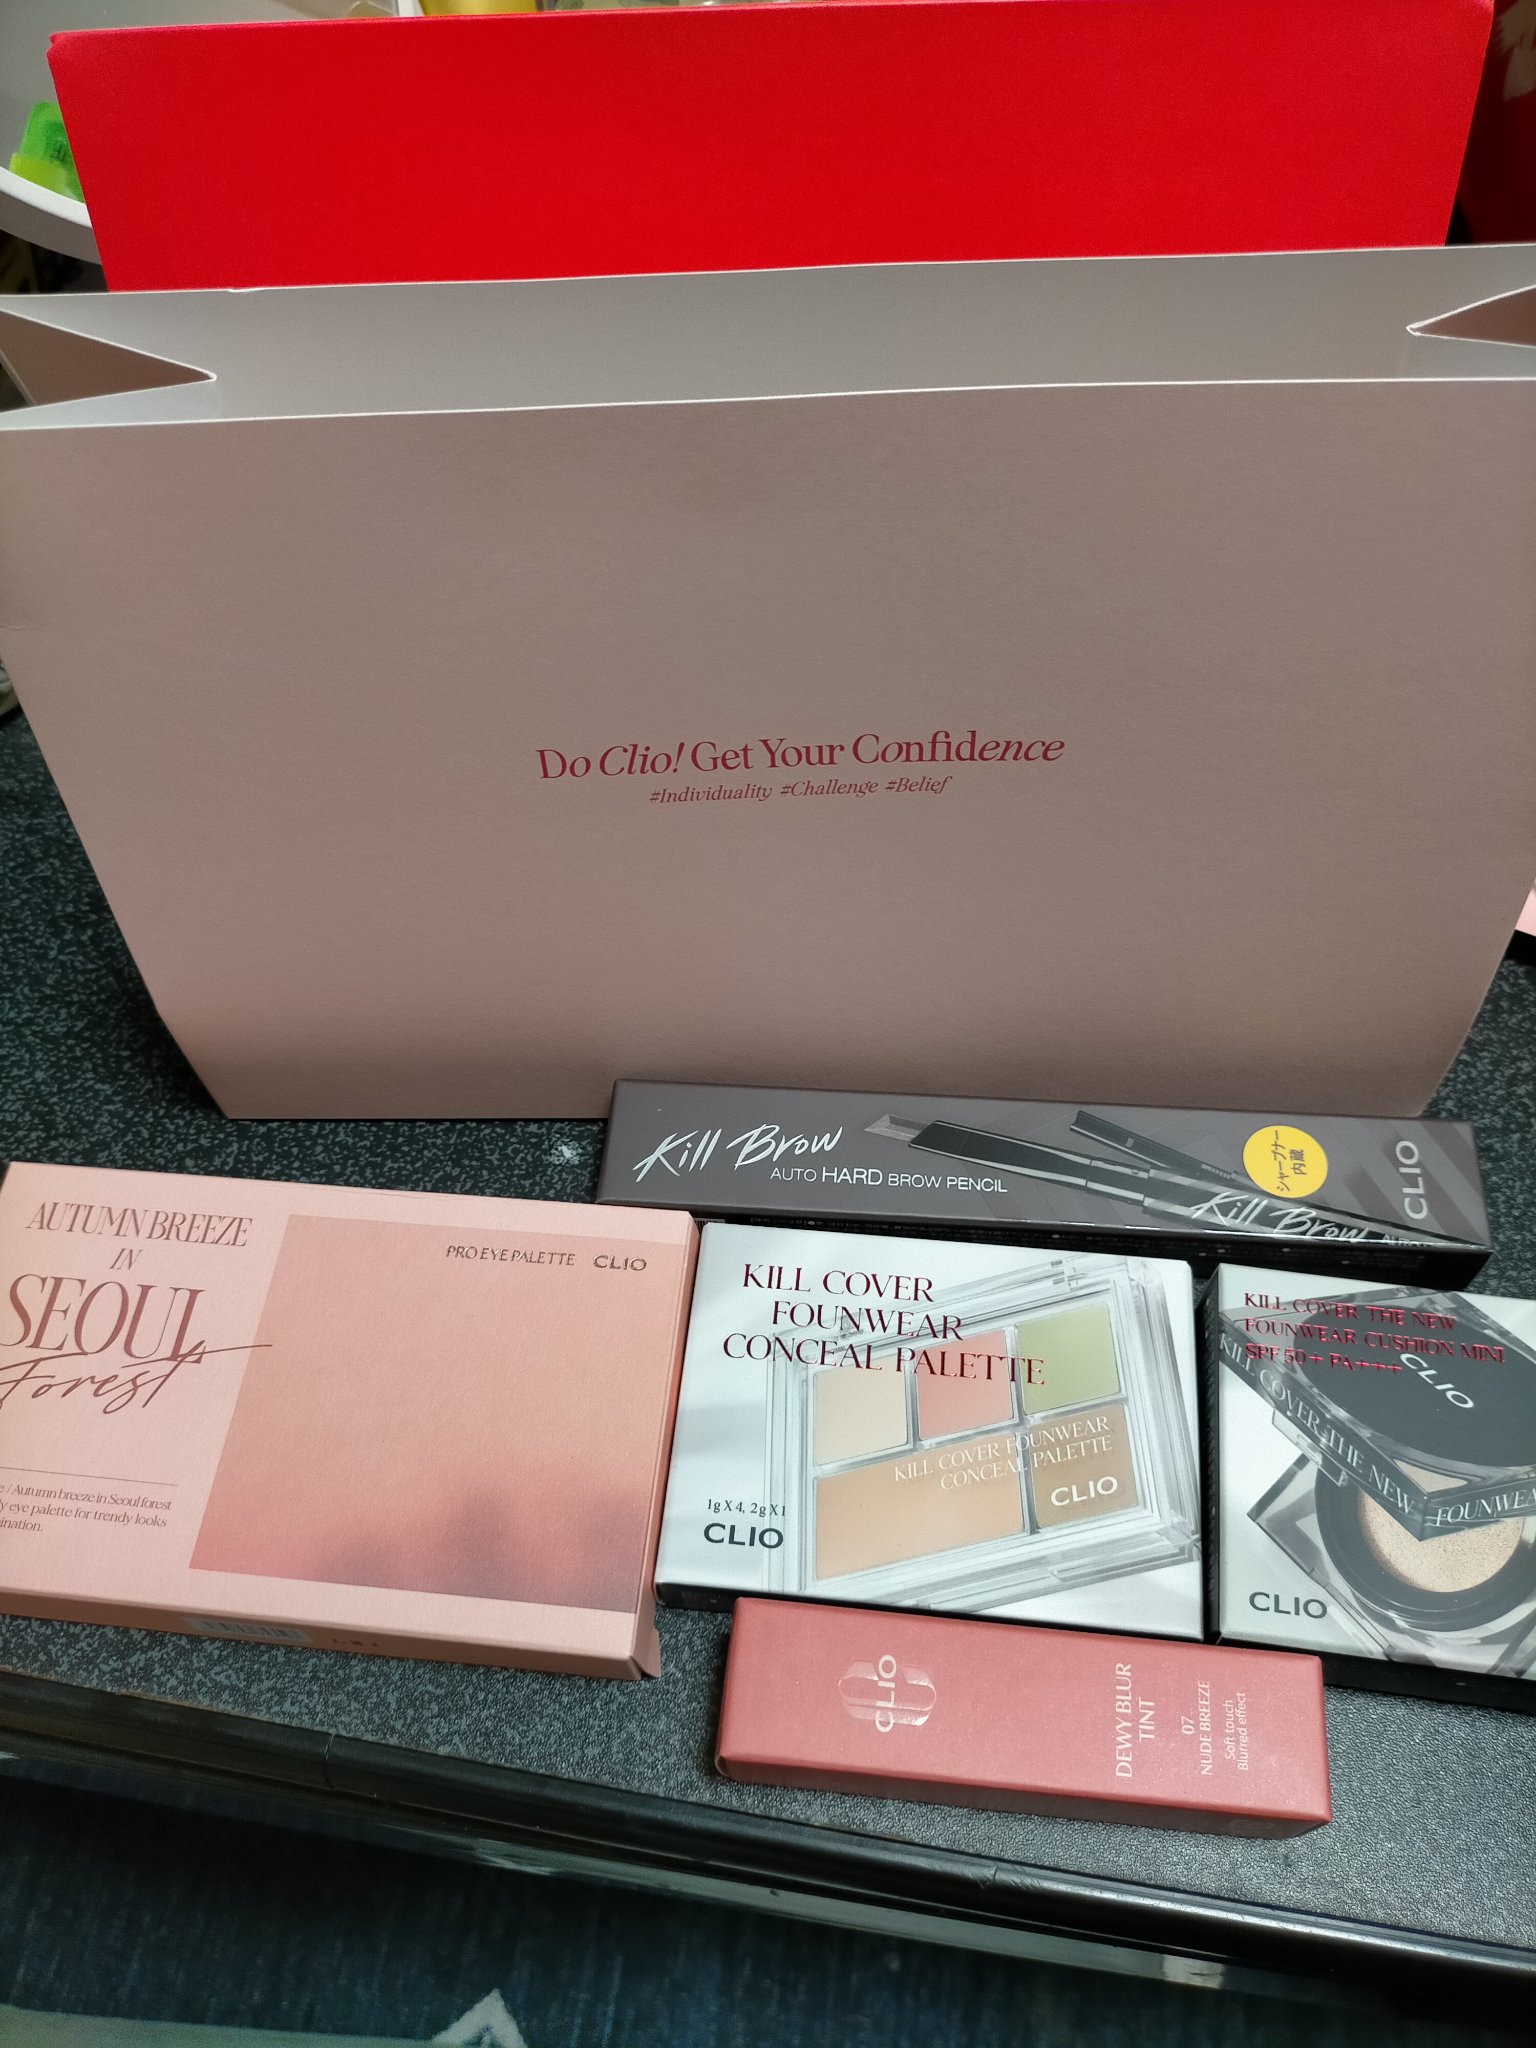 Do Clio! Get Your Confidence
#Individuality #Challenge #Belief
Kill Brow
AUTO HARD BROW PENCIL
シャープナー
内蔵
CLIO
Kill Brow
AUTUMN BREEZE
IN
SEOUL
Forest
PRO EYE PALETTE CLIO
/ Autumn breeze in Seoul forest
eye palette for trendy looks
KILL COVER
FOUNWEAR
CONCEAL PALETTE
KILL COVER FOUNWEAR
CONCEAL PALETTE
CLIO
1g X 4, 2g X 1
CLIO
KILL COVER THE NEW
FOUNWEAR CUSHION MINI
SPF 50+ PA+++
CLIO
KILL COVER THE NEW
FOUNWEA
CLIO
CLIO
DEWY BLUR
TINT
07
NUDE BREEZE
Soft touch
Blurred effect